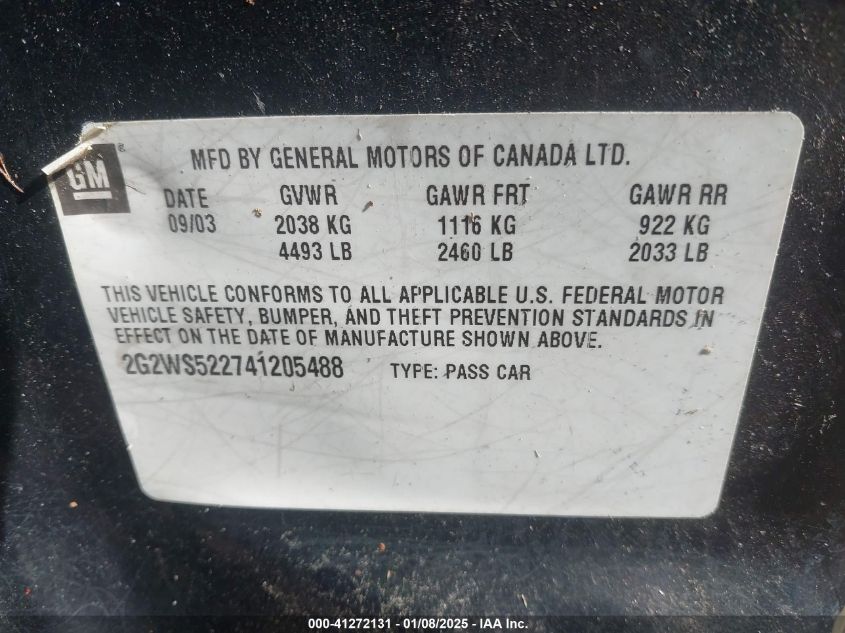 MFD BY GENERAL MOTORS OF CANADA LTD.
GM
DATE GVWR GAWR FRT GAWR RR
09/03 2038 KG 1116 KG 922 KG
4493 LB 2460 LB 2033 LB
THIS VEHICLE CONFORMS TO ALL APPLICABLE U.S. FEDERAL MOTOR
VEHICLE SAFETY, BUMPER, AND THEFT PREVENTION STANDARDS IN
EFFECT ON THE DATE OF MANUFACTURE SHOWN ABOVE.
2G2WS522741205488 TYPE: PASS CAR
000-41272131 - 01/08/2025 - IAA Inc.